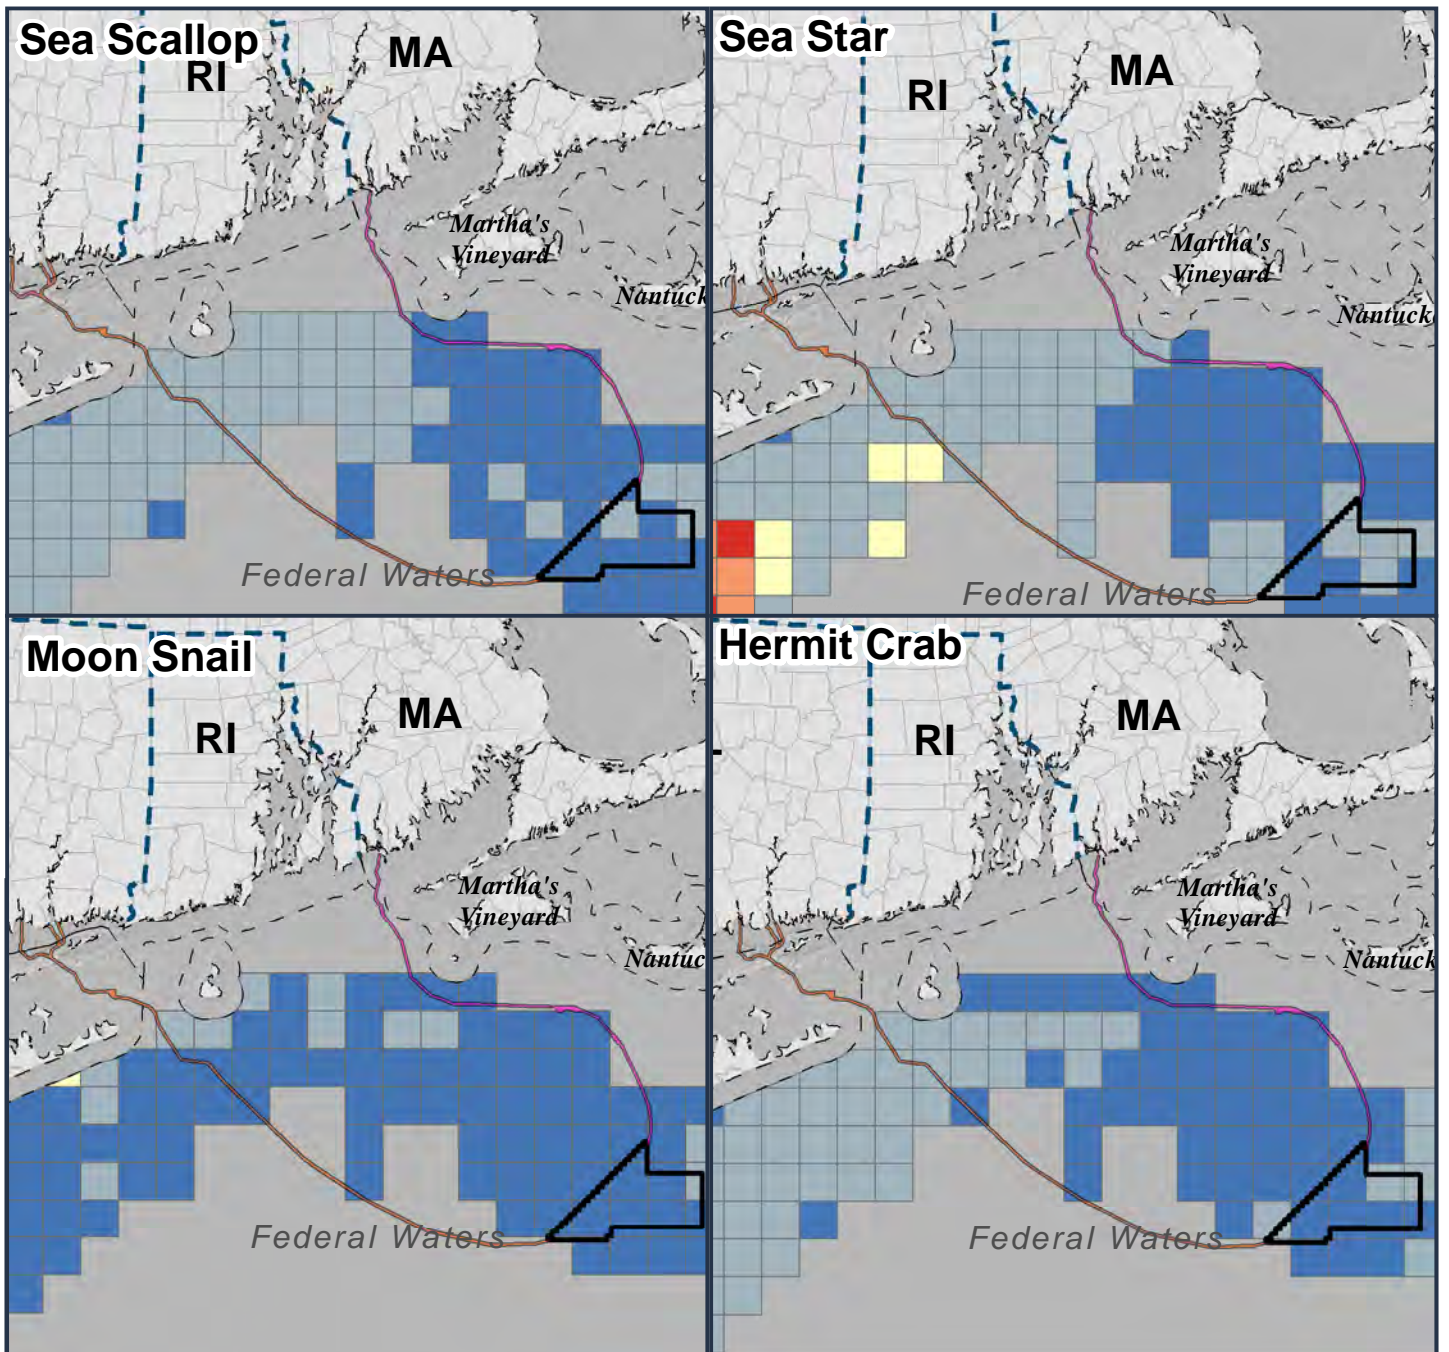 Sea Scallop
RI
MA
Martha's
Vineyard
Nantuck
Federal Waters
Sea Star
RI
MA
Martha's
Vineyard
Nantuck
Federal Waters
Moon Snail
RI
MA
Martha's
Vineyard
Nantuc
Federal Waters
Hermit Crab
RI
MA
Martha's
Vineyard
Nantuck
Federal Waters